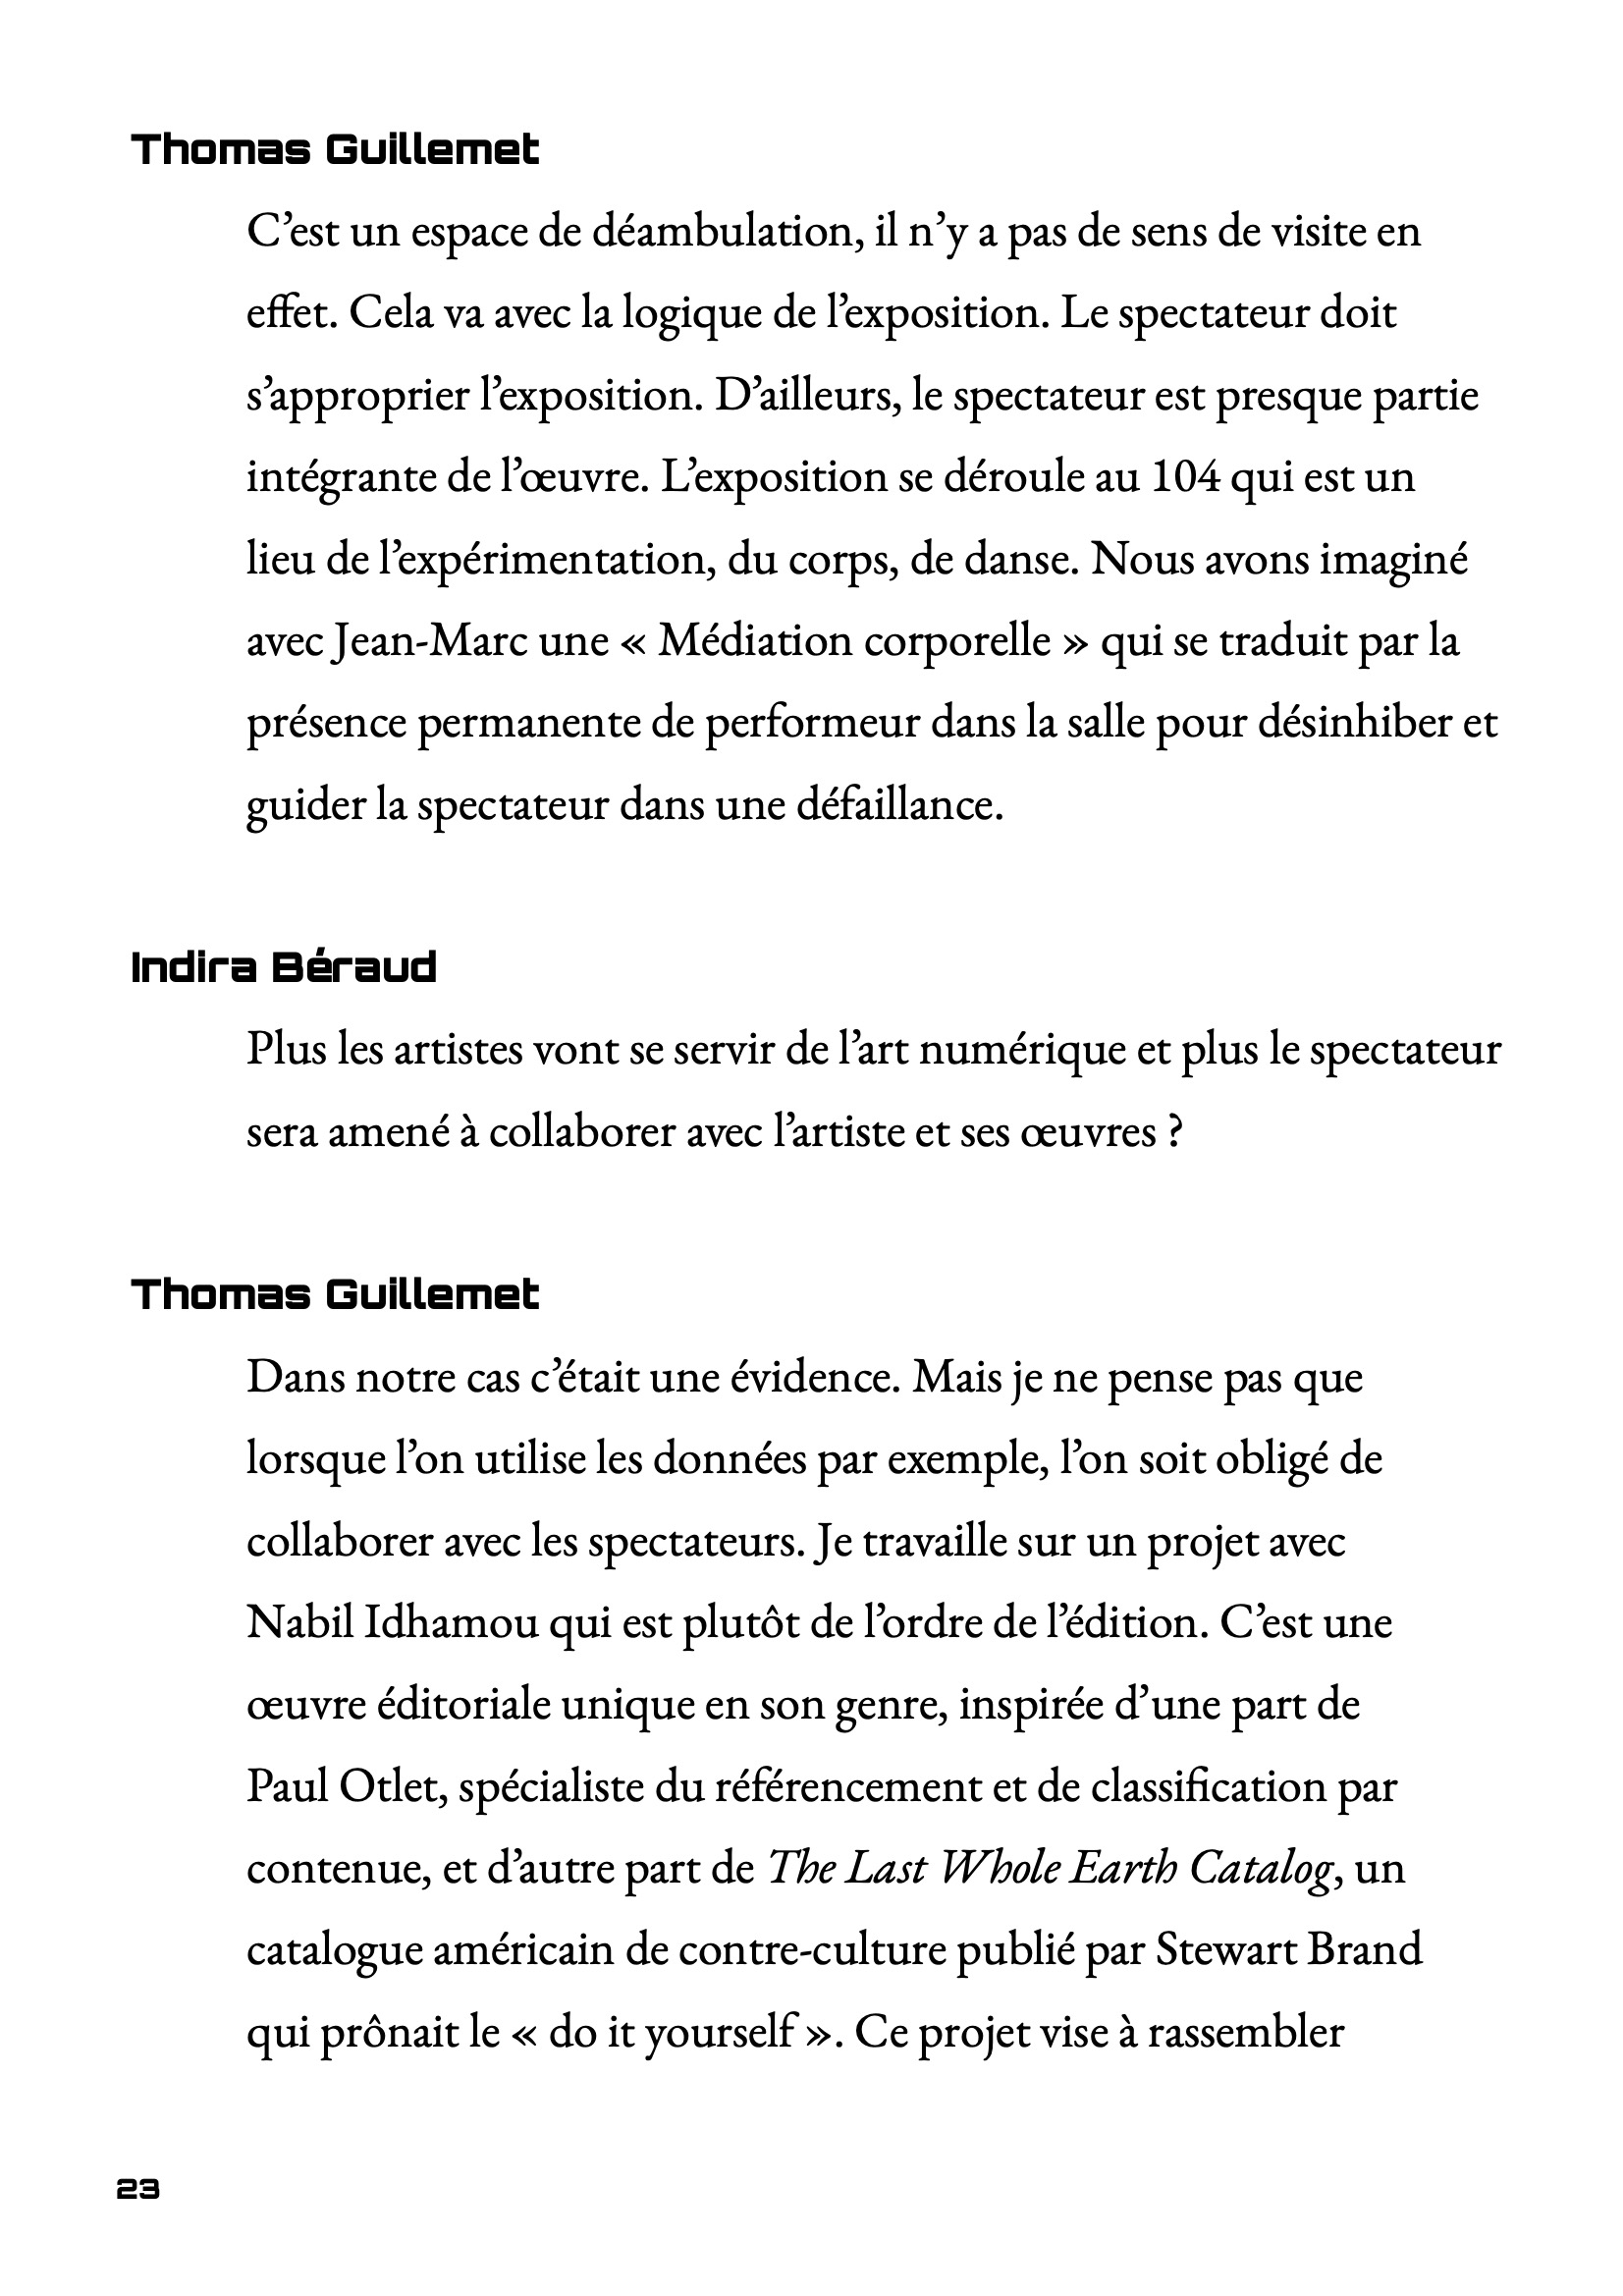 Thomas Guillemet
C’est un espace de déambulation, il n’y a pas de sens de visite en
effet. Cela va avec la logique de l’exposition. Le spectateur doit
s’approprier l’exposition. D’ailleurs, le spectateur est presque partie
intégrante de l’œuvre. L’exposition se déroule au 104 qui est un
lieu de l’expérimentation, du corps, de danse. Nous avons imaginé
avec Jean-Marc une « Médiation corporelle » qui se traduit par la
présence permanente de performeur dans la salle pour désinhiber et
guider la spectateur dans une défaillance.
Indira Béraud
Plus les artistes vont se servir de l’art numérique et plus le spectateur
sera amené à collaborer avec l’artiste et ses œuvres ?
Thomas Guillemet
Dans notre cas c’était une évidence. Mais je ne pense pas que
lorsque l’on utilise les données par exemple, l’on soit obligé de
collaborer avec les spectateurs. Je travaille sur un projet avec
Nabil Idhamou qui est plutôt de l’ordre de l’édition. C’est une
œuvre éditoriale unique en son genre, inspirée d’une part de
Paul Otlet, spécialiste du référencement et de classification par
contenue, et d’autre part de The Last Whole Earth Catalog, un
catalogue américain de contre-culture publié par Stewart Brand
qui prônait le « do it yourself ». Ce projet vise à rassembler
23